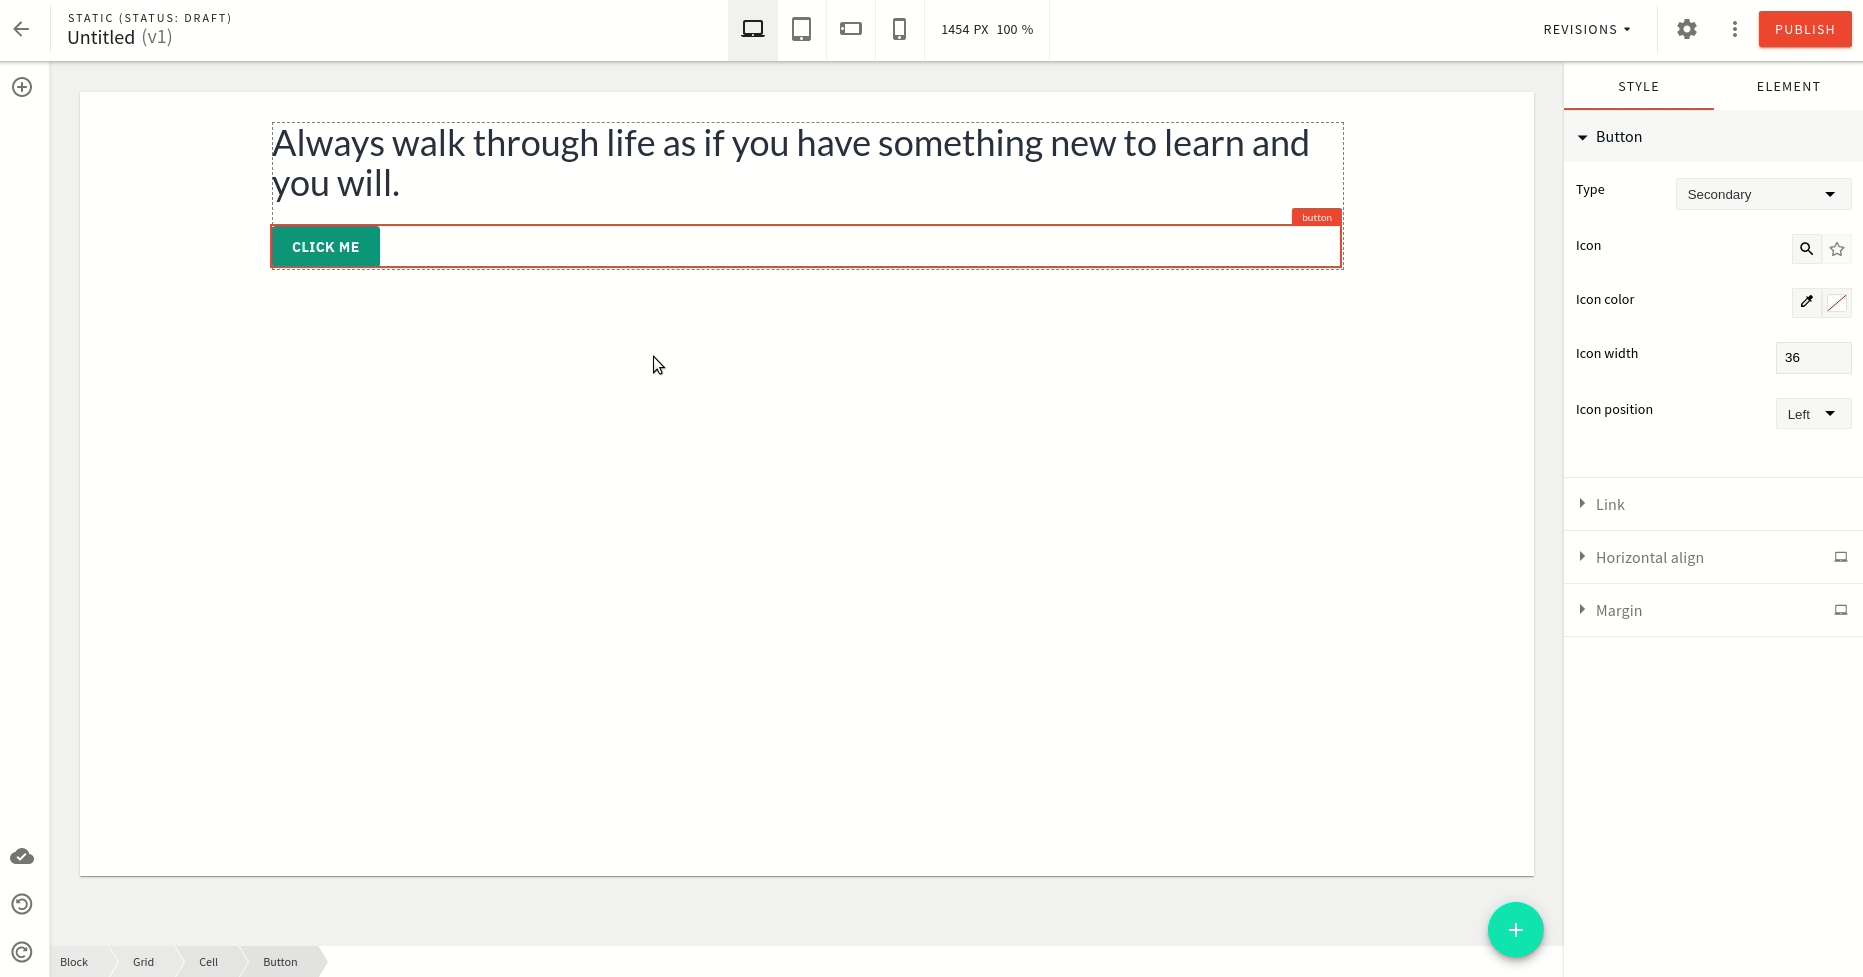 STATIC (STATUS: DRAFT)
Untitled (v1)
1454 PX 100 %
REVISIONS
PUBLISH
STYLE
ELEMENT
Always walk through life as if you have something new to learn and
you will.
button
CLICK ME
Button
Type
Secondary
Icon
Icon color
Icon width
36
Icon position
Left
Link
Horizontal align
Margin
Block
Grid
Cell
Button